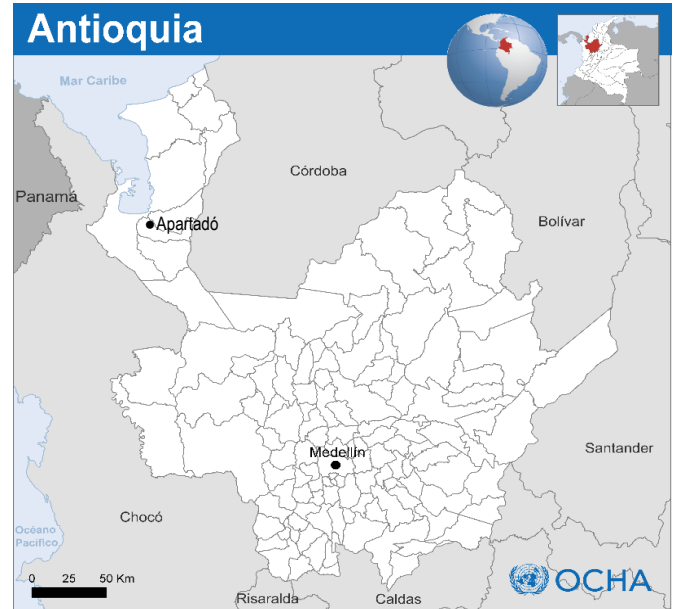 Antioquia
Mar Caribe
Córdoba
Panamá
Apartadó
Bolívar
Medellín
Santander
Chocó
Océano
Pacífico
0 25 50 Km
Risaralda
Caldas
OCHA